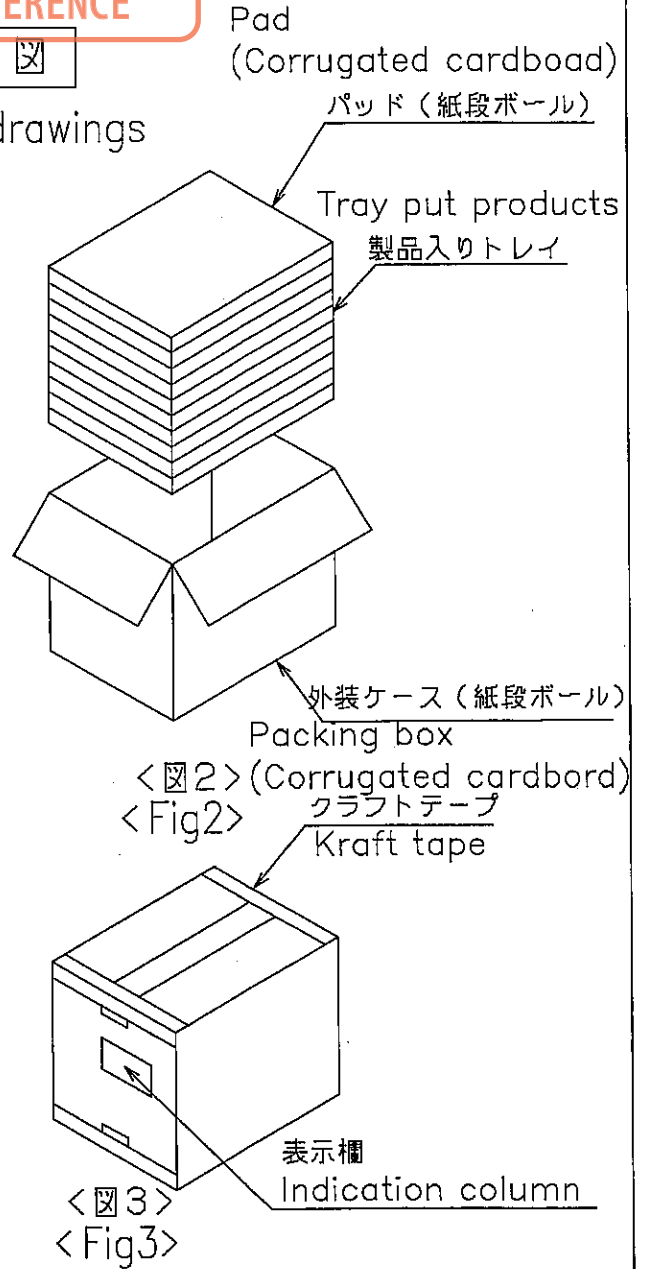 ERENCE
図
drawings
Pad
(Corrugated cardboad)
パッド（紙段ボール）
Tray put products
製品入りトレイ
外装ケース（紙段ボール）
Packing box
(Corrugated cardbord)
<図2>
<Fig2>
クラフトテープ
Kraft tape
表示欄
Indication column
<図3>
<Fig3>